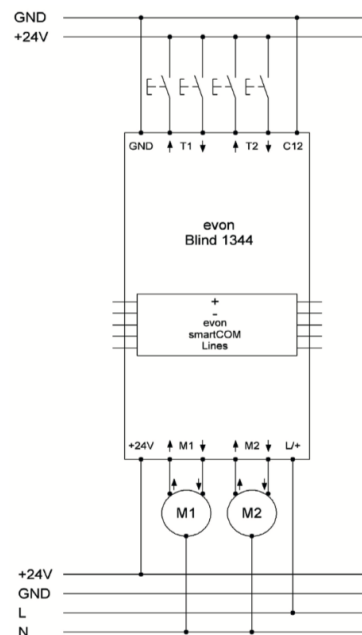 GND
+24V
GND ↑ T1 ↓ ↑ T2 ↓ C12
evon
Blind 1344
+
-
evon
smartCOM
Lines
+24V ↑ M1 ↓ ↑ M2 ↓ L/+
M1 M2
+24V
GND
L
N